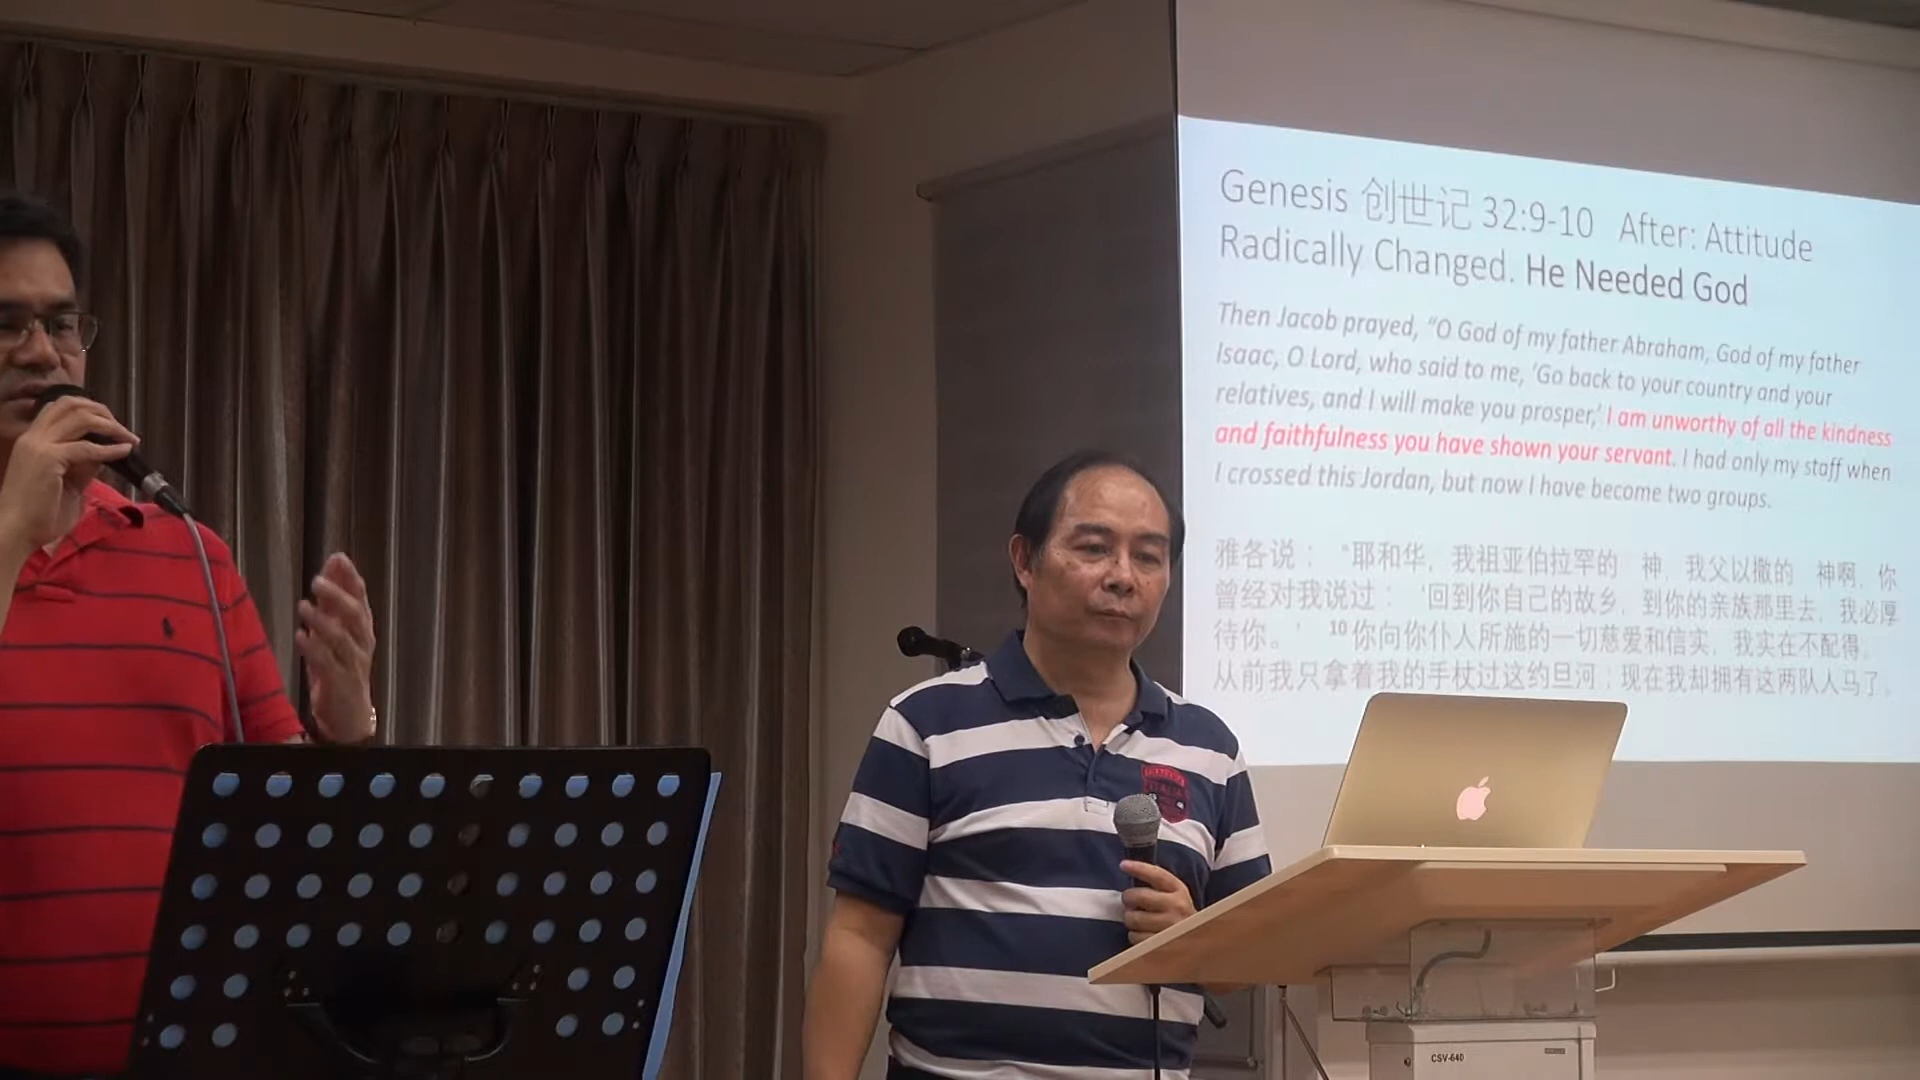 Genesis 创世记 32:9-10 After: Attitude
Radically Changed. He Needed God
Then Jacob prayed, “O God of my father Abraham, God of my father
Isaac, O Lord, who said to me, ‘Go back to your country and your
relatives, and I will make you prosper,’ I am unworthy of all the kindness
and faithfulness you have shown your servant. I had only my staff when
I crossed this Jordan, but now I have become two groups.
雅各说：“耶和华，我祖亚伯拉罕的 神，我父以撒的 神啊，你
曾经对我说过：‘回到你自己的故乡，到你的亲族那里去，我必厚
待你。’ 10 你向你仆人所施的一切慈爱和信实，我实在不配得。
从前我只拿着我的手杖过这约旦河；现在我却拥有这两队人马了。
CSV-640